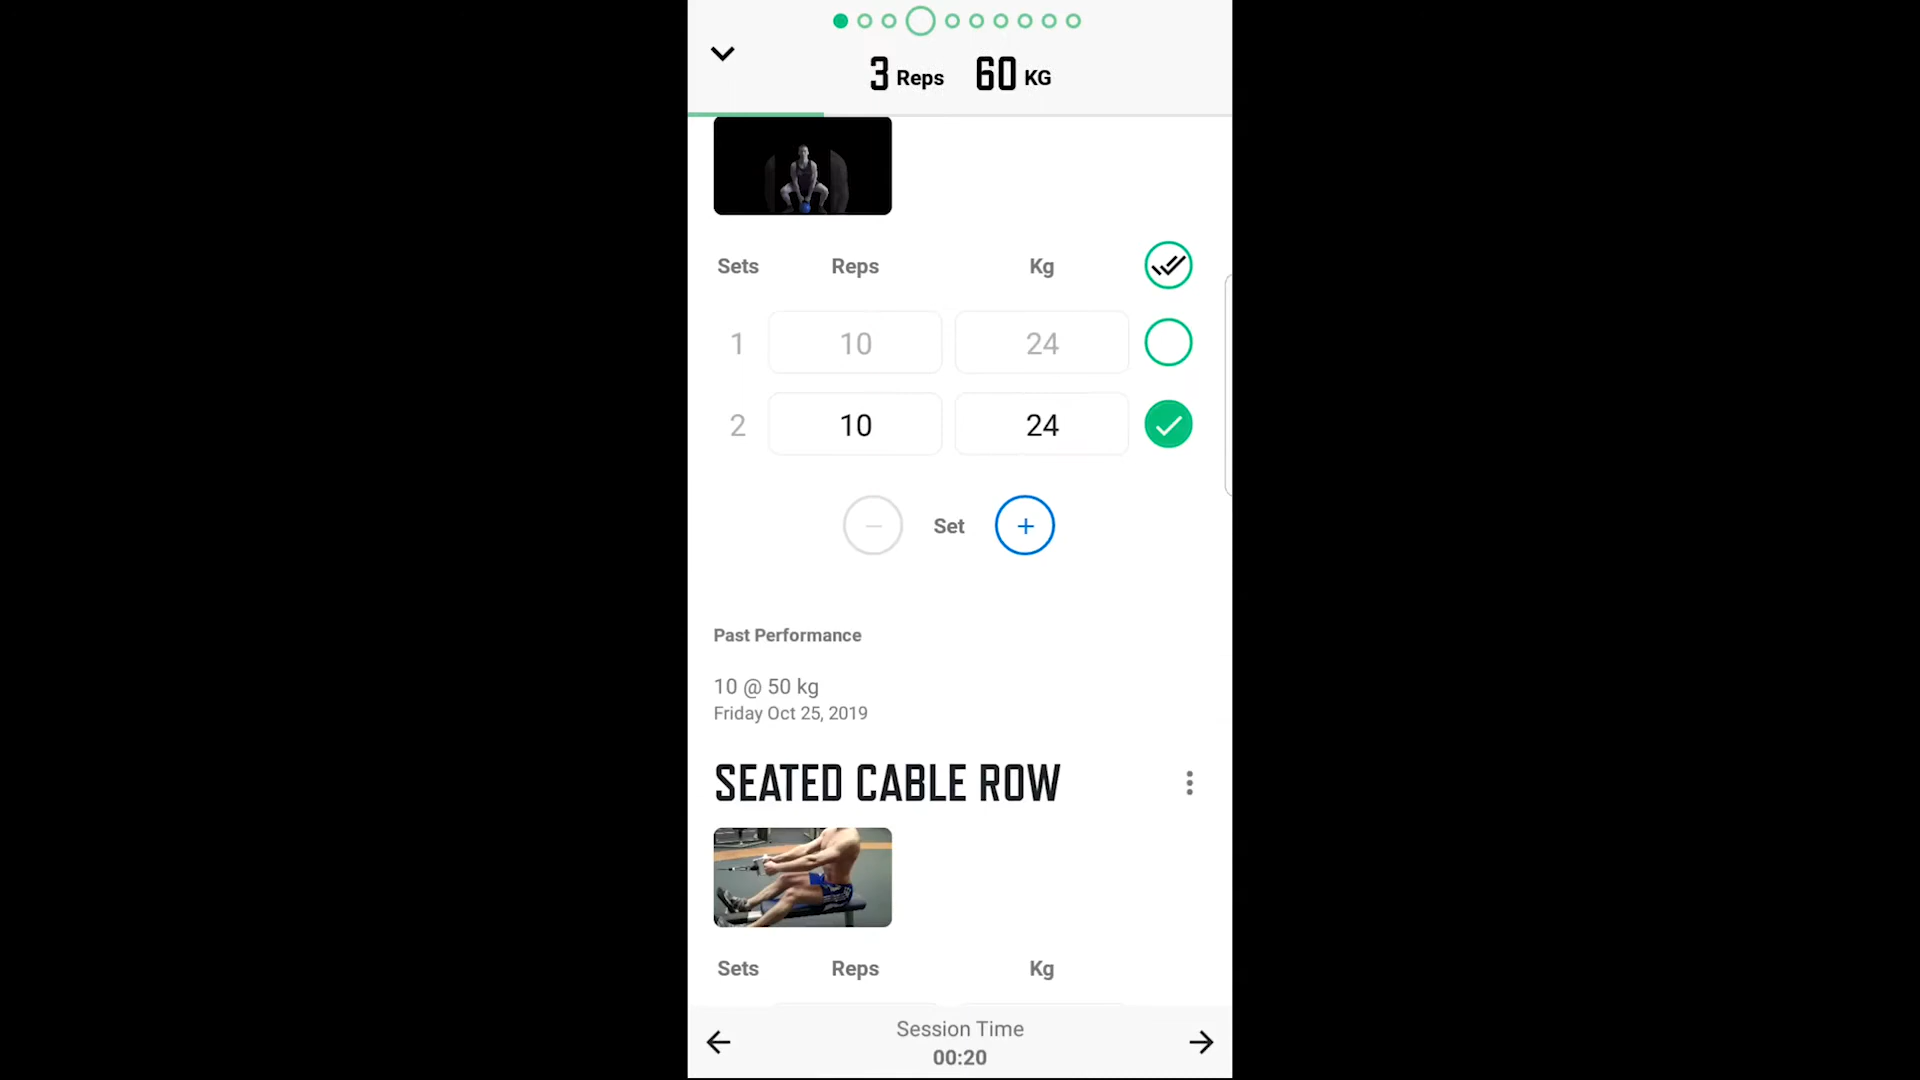 3 Reps 60 KG
Sets Reps Kg
1 10 24
2 10 24
Set
Past Performance
10 @ 50 kg
Friday Oct 25, 2019
SEATED CABLE ROW
Sets Reps Kg
Session Time
00:20